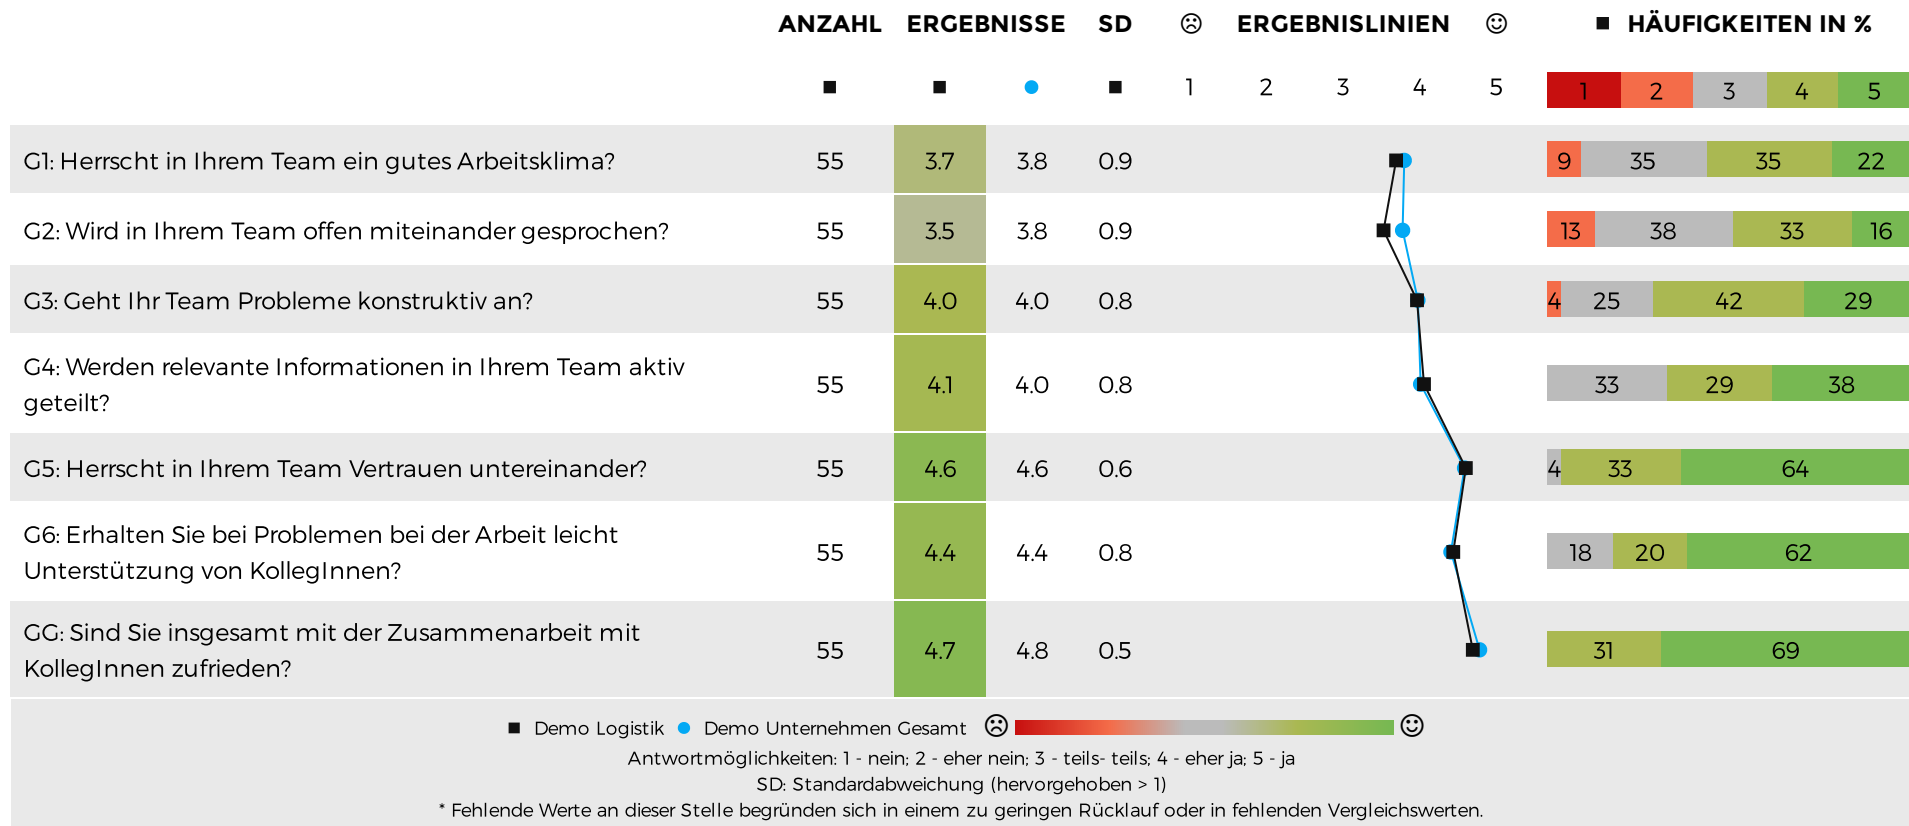 ANZAHL ERGEBNISSE SD ERGEBNISLINIEN HÄUFIGKEITEN IN %
1 2 3 4 5 1 2 3 4 5
G1: Herrscht in Ihrem Team ein gutes Arbeitsklima? 55 3.7 3.8 0.9 9 35 35 22
G2: Wird in Ihrem Team offen miteinander gesprochen? 55 3.5 3.8 0.9 13 38 33 16
G3: Geht Ihr Team Probleme konstruktiv an? 55 4.0 4.0 0.8 4 25 42 29
G4: Werden relevante Informationen in Ihrem Team aktiv
geteilt? 55 4.1 4.0 0.8 33 29 38
G5: Herrscht in Ihrem Team Vertrauen untereinander? 55 4.6 4.6 0.6 4 33 64
G6: Erhalten Sie bei Problemen bei der Arbeit leicht
Unterstützung von KollegInnen? 55 4.4 4.4 0.8 18 20 62
GG: Sind Sie insgesamt mit der Zusammenarbeit mit
KollegInnen zufrieden? 55 4.7 4.8 0.5 31 69
Demo Logistik Demo Unternehmen Gesamt
Antwortmöglichkeiten: 1 - nein; 2 - eher nein; 3 - teils- teils; 4 - eher ja; 5 - ja
SD: Standardabweichung (hervorgehoben > 1)
* Fehlende Werte an dieser Stelle begründen sich in einem zu geringen Rücklauf oder in fehlenden Vergleichswerten.